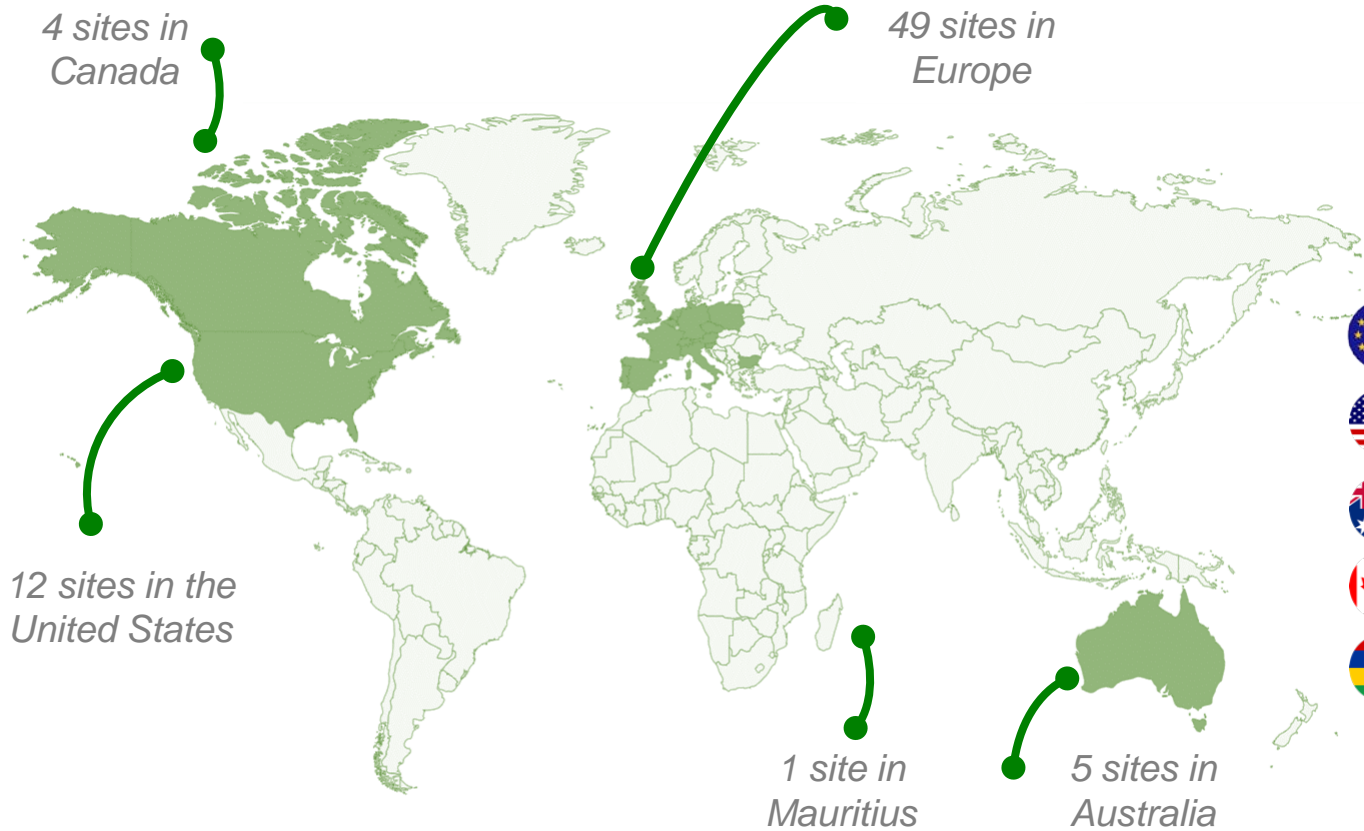 4 sites in
Canada
49 sites in
Europe
12 sites in the
United States
1 site in
Mauritius
5 sites in
Australia